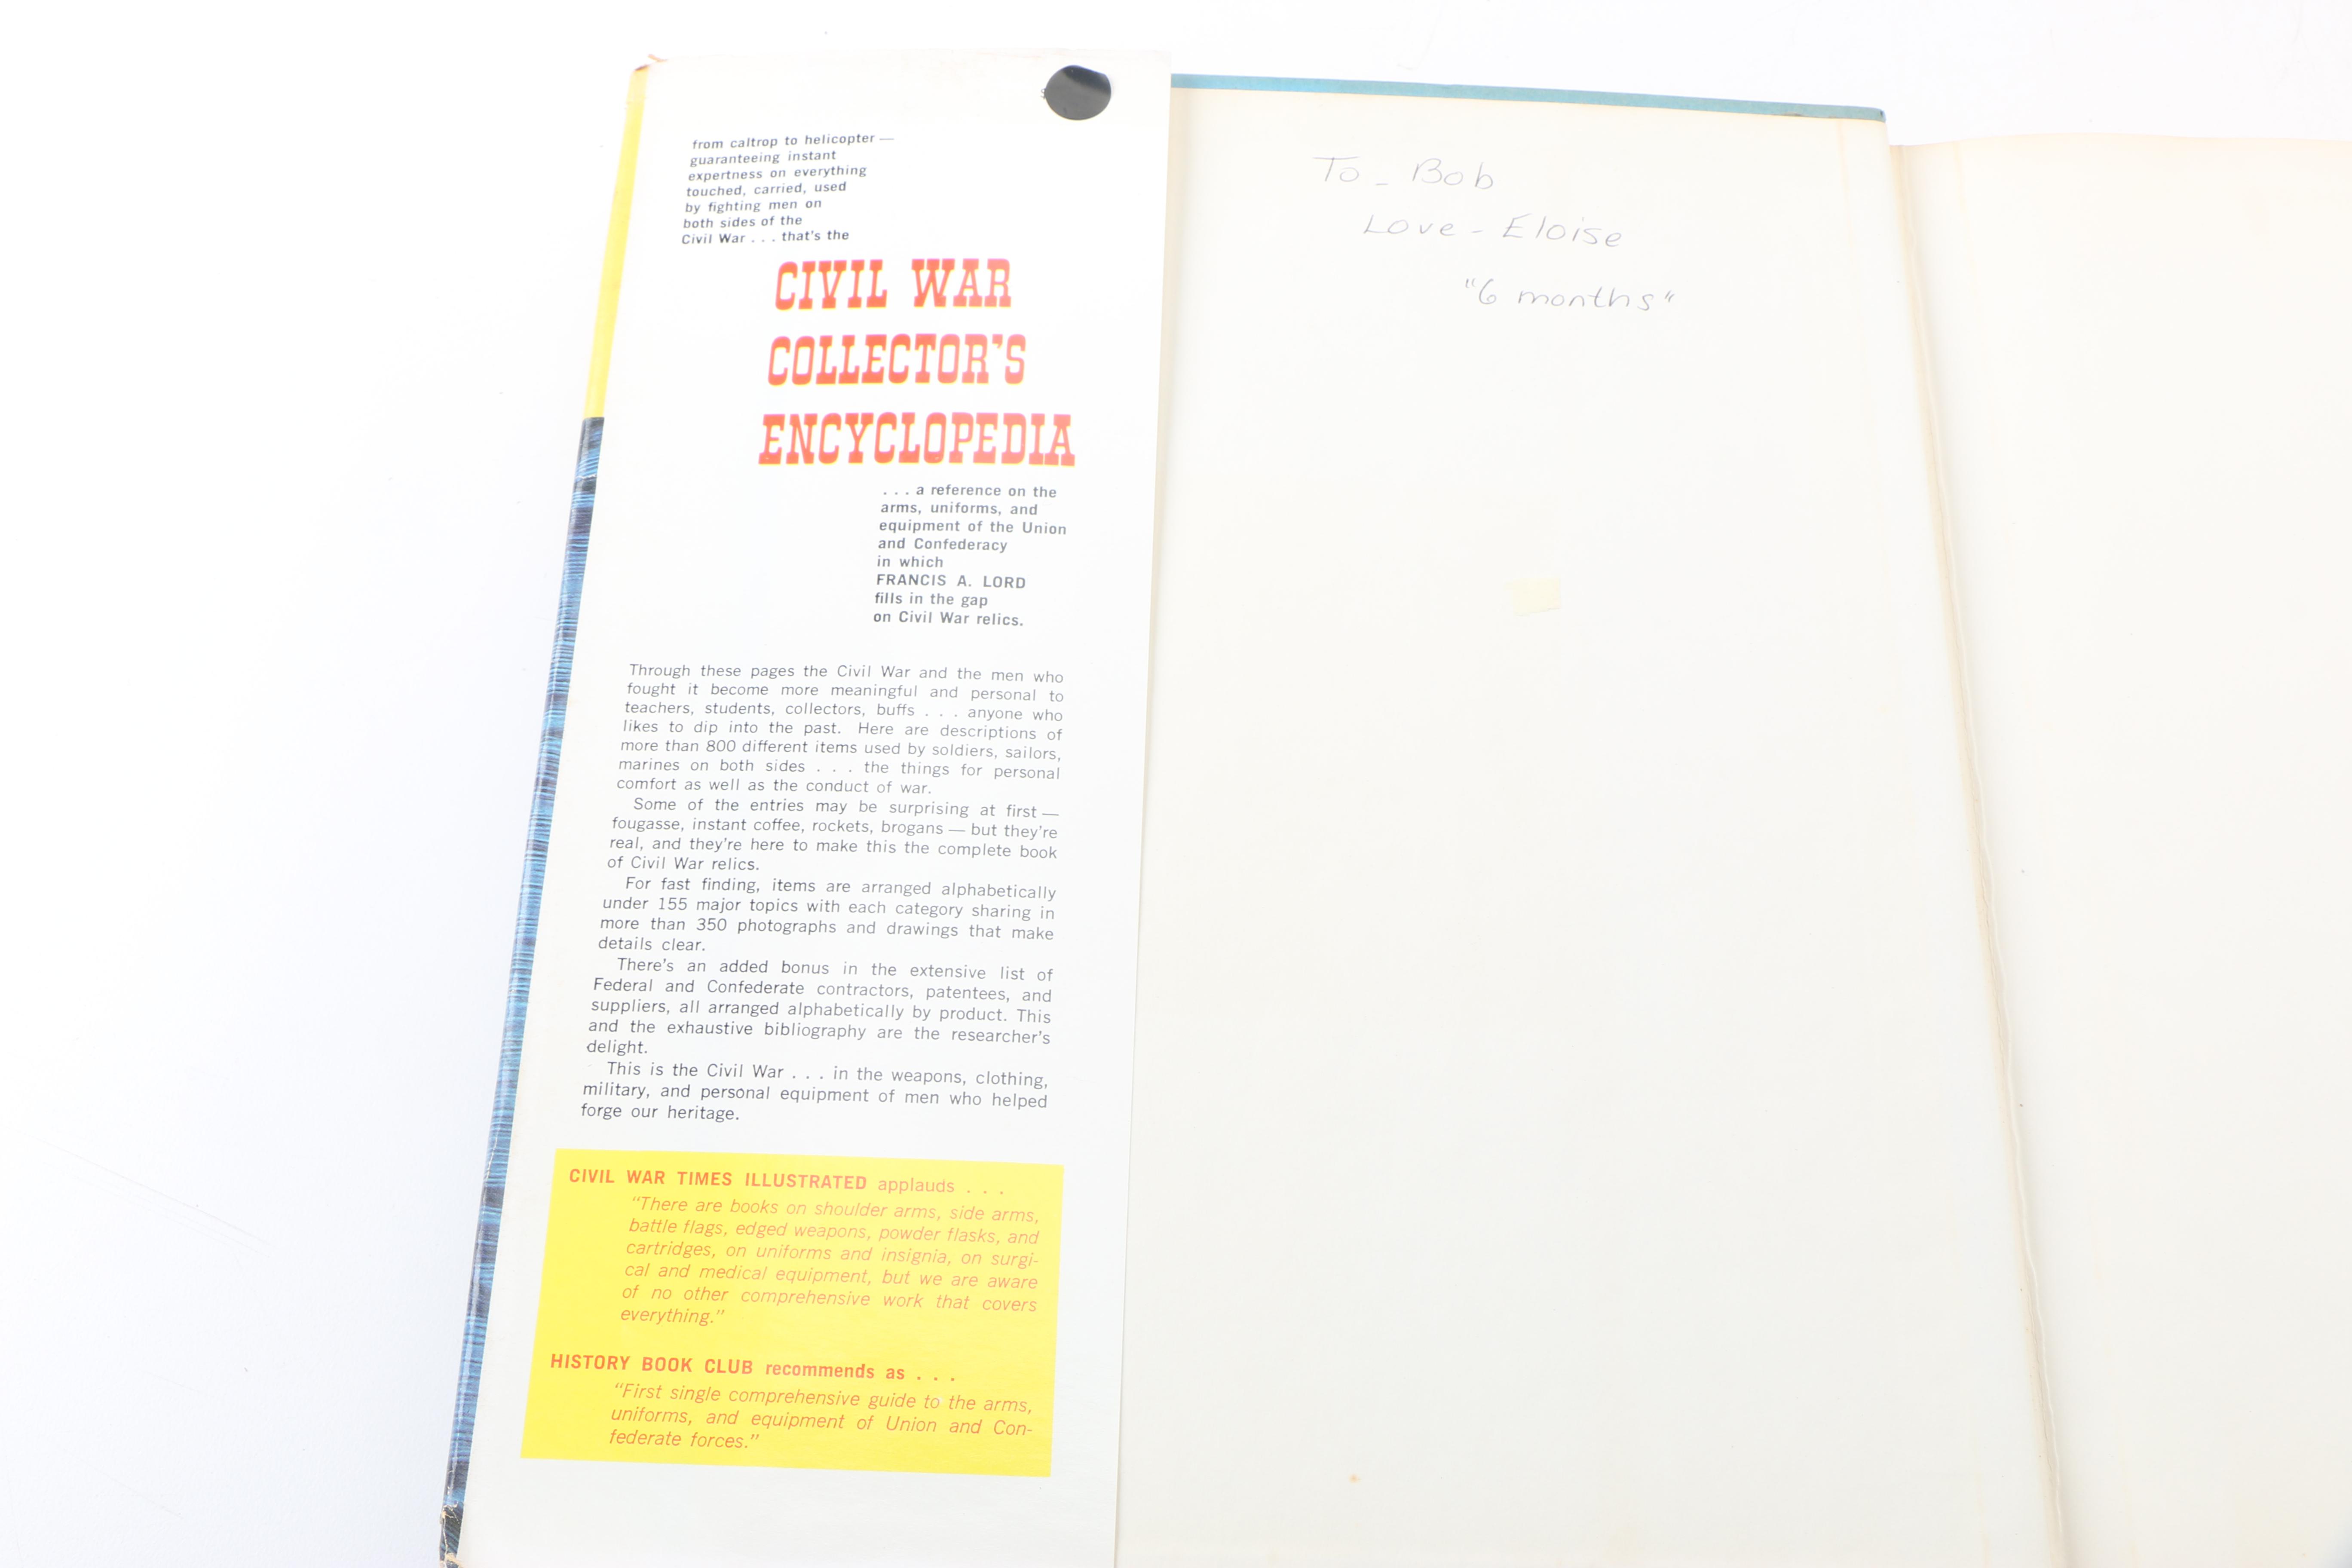 from caltrop to helicopter —
guaranteeing instant
expertness on everything
touched, carried, used
by fighting men on
both sides of the
Civil War . . . that's the
CIVIL WAR
COLLECTOR'S
ENCYCLOPEDIA
. . . a reference on the
arms, uniforms, and
equipment of the Union
and Confederacy
in which
FRANCIS A. LORD
fills in the gap
on Civil War relics.
Through these pages the Civil War and the men who
fought it become more meaningful and personal to
teachers, students, collectors, buffs . . . anyone who
likes to dip into the past. Here are descriptions of
more than 800 different items used by soldiers, sailors,
marines on both sides . . . the things for personal
comfort as well as the conduct of war.
Some of the entries may be surprising at first —
fougasse, instant coffee, rockets, brogans — but they're
real, and they're here to make this the complete book
of Civil War relics.
For fast finding, items are arranged alphabetically
under 155 major topics with each category sharing in
more than 350 photographs and drawings that make
details clear.
There's an added bonus in the extensive list of
Federal and Confederate contractors, patentees, and
suppliers, all arranged alphabetically by product. This
and the exhaustive bibliography are the researcher's
delight.
This is the Civil War . . . in the weapons, clothing,
military, and personal equipment of men who helped
forge our heritage.
CIVIL WAR TIMES ILLUSTRATED applauds . . .
"There are books on shoulder arms, side arms,
battle flags, edged weapons, powder flasks, and
cartridges, on uniforms and insignia, on surgi-
cal and medical equipment, but we are aware
of no other comprehensive work that covers
everything."
HISTORY BOOK CLUB recommends as . . .
"First single comprehensive guide to the arms,
uniforms, and equipment of Union and Con-
federate forces."
To - Bob
Love - Eloise
"6 months"